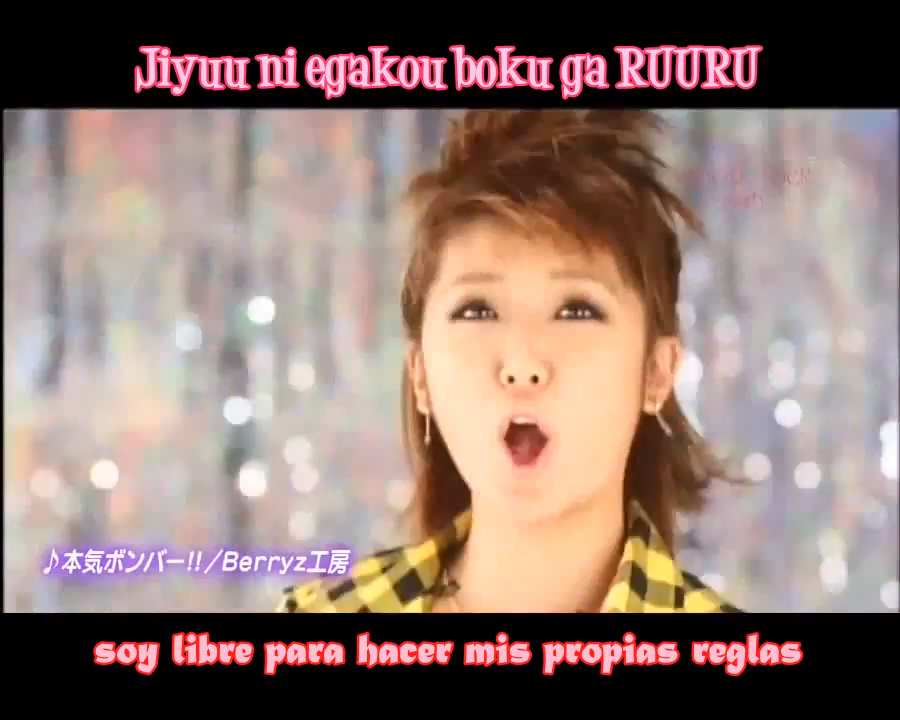 Jiyuu ni egakou boku ga RUURU
♪本気ボンバー!!/Berryz工房
soy libre para hacer mis propias reglas